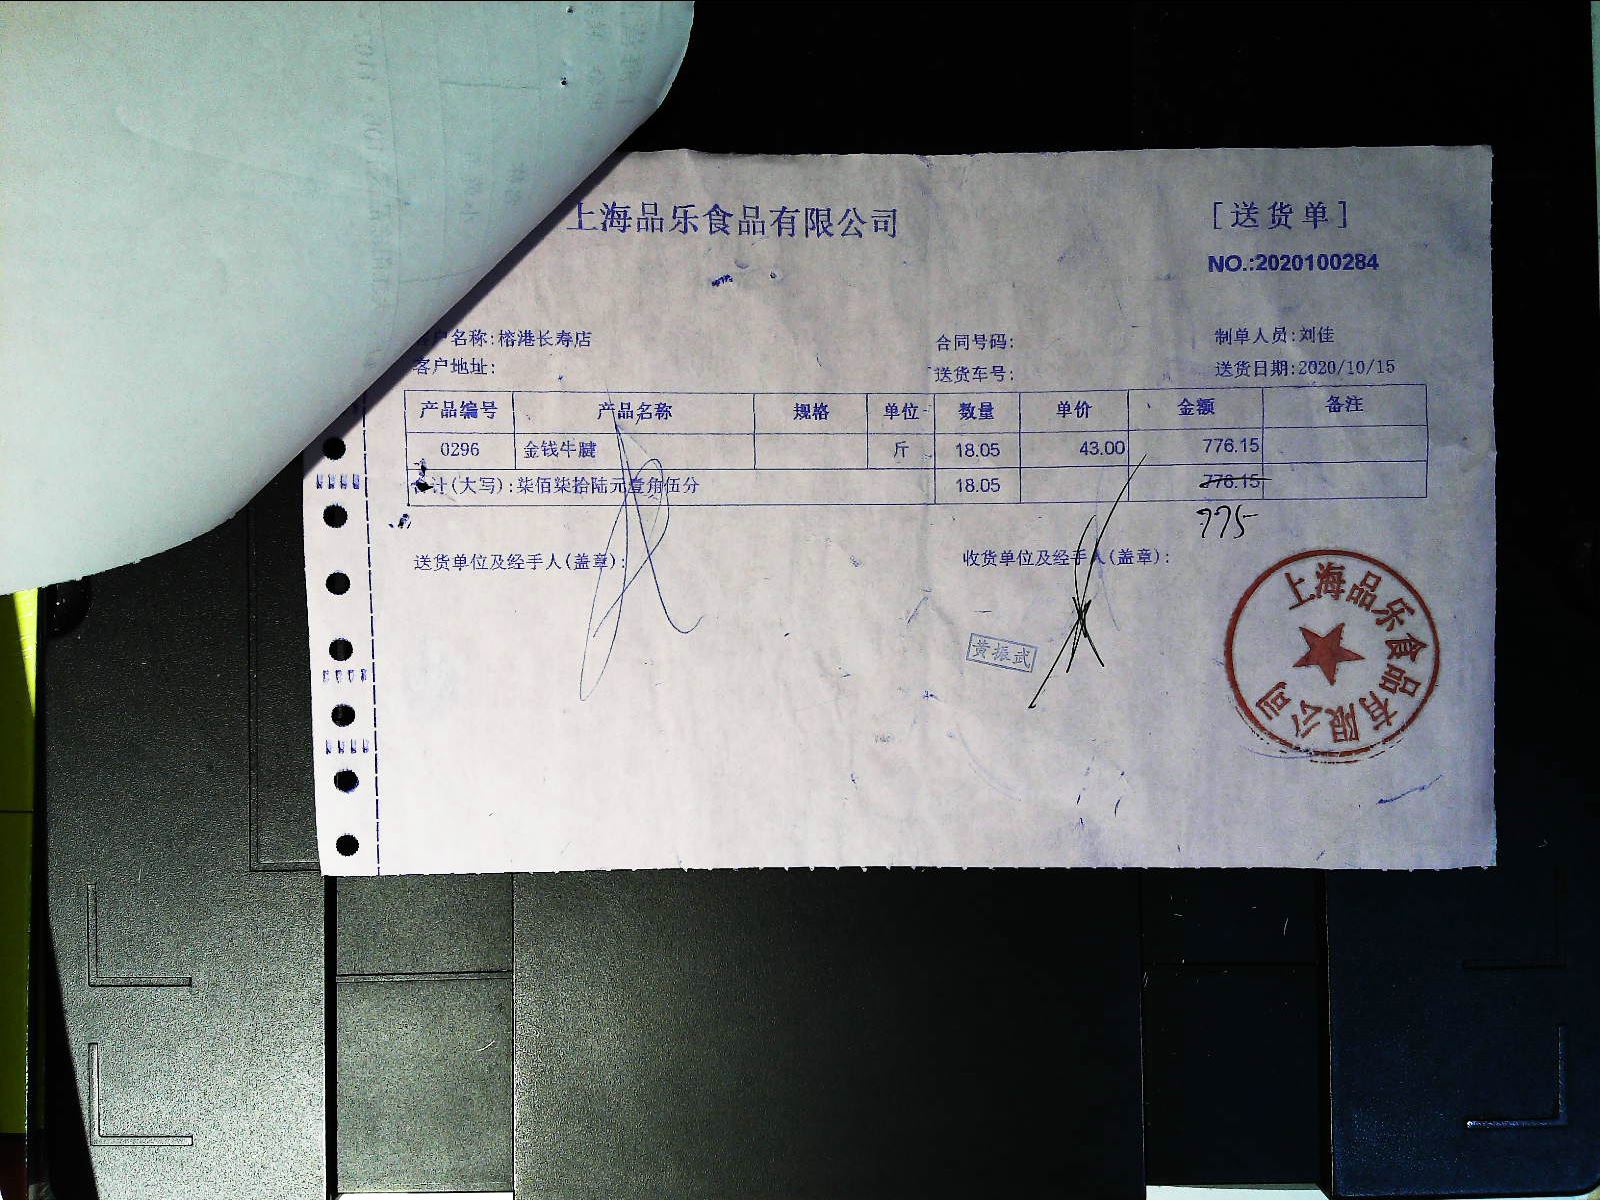 上海品乐食品有限公司
[送货单]
NO.:2020100284
客户名称:榕港长寿店
合同号码:
制单人员:刘佳
客户地址:
送货车号:
送货日期:2020/10/15
产品编号 产品名称 规格 单位 数量 单价 金额 备注
0296 金钱牛腱 斤 18.05 43.00 776.15
合计(大写):柒佰柒拾陆元壹角伍分 18.05 776.15
775
送货单位及经手人(盖章):
收货单位及经手人(盖章):
黄振武
上海品乐食品有限公司